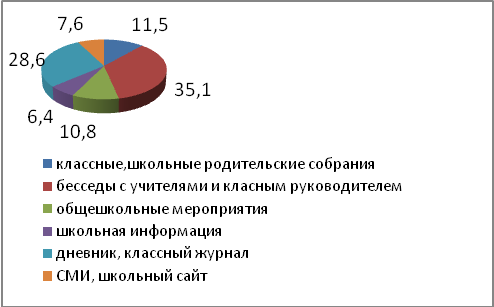 7,6
11,5
28,6
35,1
6,4
10,8
классные,школьные родительские собрания
бесседы с учителями и класным руководителем
общешкольные мероприятия
школьная информация
дневник, классный журнал
СМИ, школьный сайт